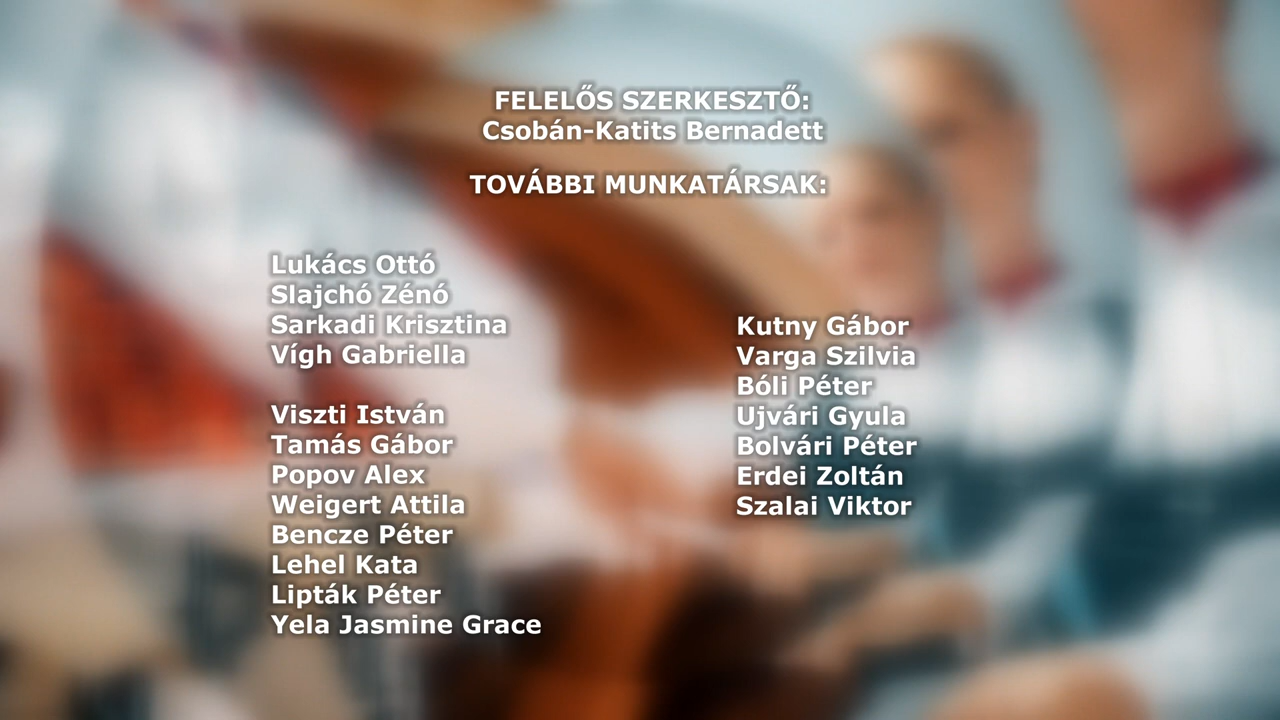 FELELŐS SZERKESZTŐ:
Csobán-Katits Bernadett
TOVÁBBI MUNKATÁRSAK:
Lukács Ottó
Slajchó Zénó
Sarkadi Krisztina
Vígh Gabriella
Viszti István
Tamás Gábor
Popov Alex
Weigert Attila
Bencze Péter
Lehel Kata
Lipták Péter
Yela Jasmine Grace
Kutny Gábor
Varga Szilvia
Bóli Péter
Ujvári Gyula
Bolvári Péter
Erdei Zoltán
Szalai Viktor